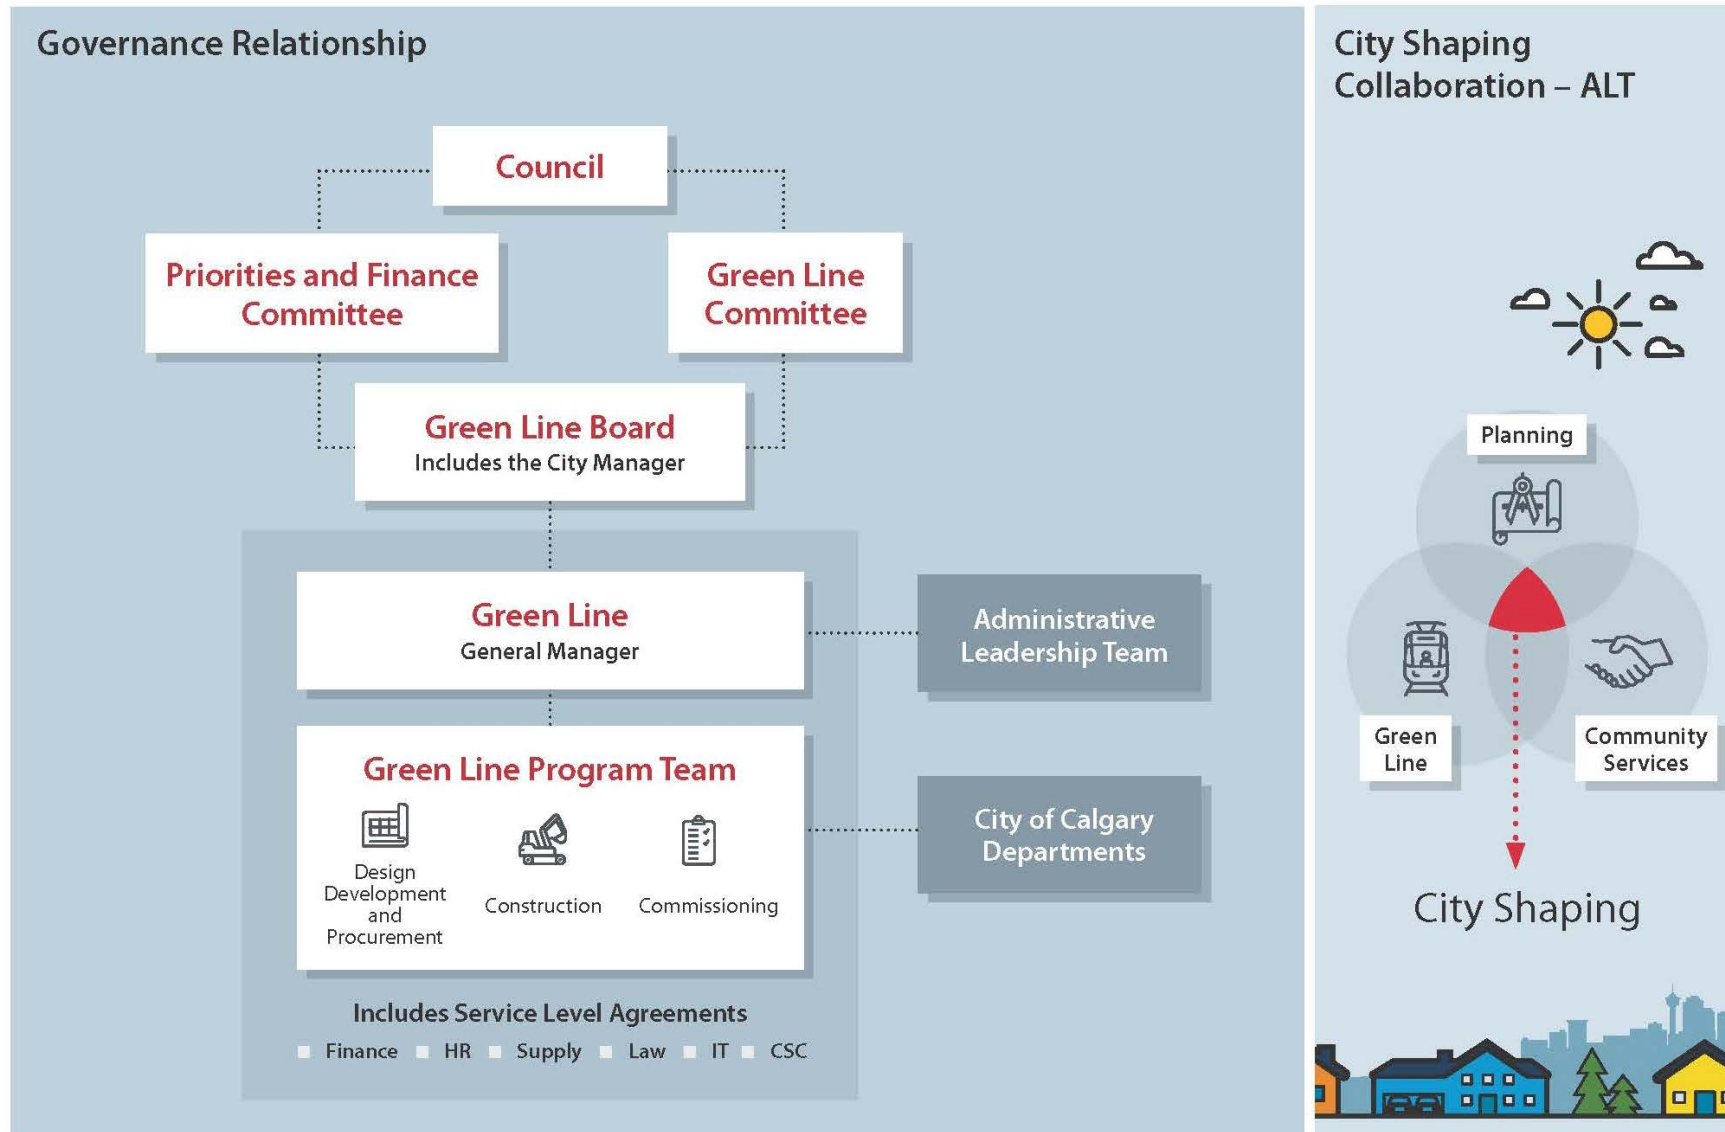 Governance Relationship
Council
Priorities and Finance
Committee
Green Line
Committee
Green Line Board
Includes the City Manager
Green Line
General Manager
Administrative
Leadership Team
Green Line Program Team
Design
Development
and
Procurement
Construction
Commissioning
City of Calgary
Departments
Includes Service Level Agreements
Finance HR Supply Law IT CSC
City Shaping
Collaboration – ALT
Planning
Green
Line
Community
Services
City Shaping